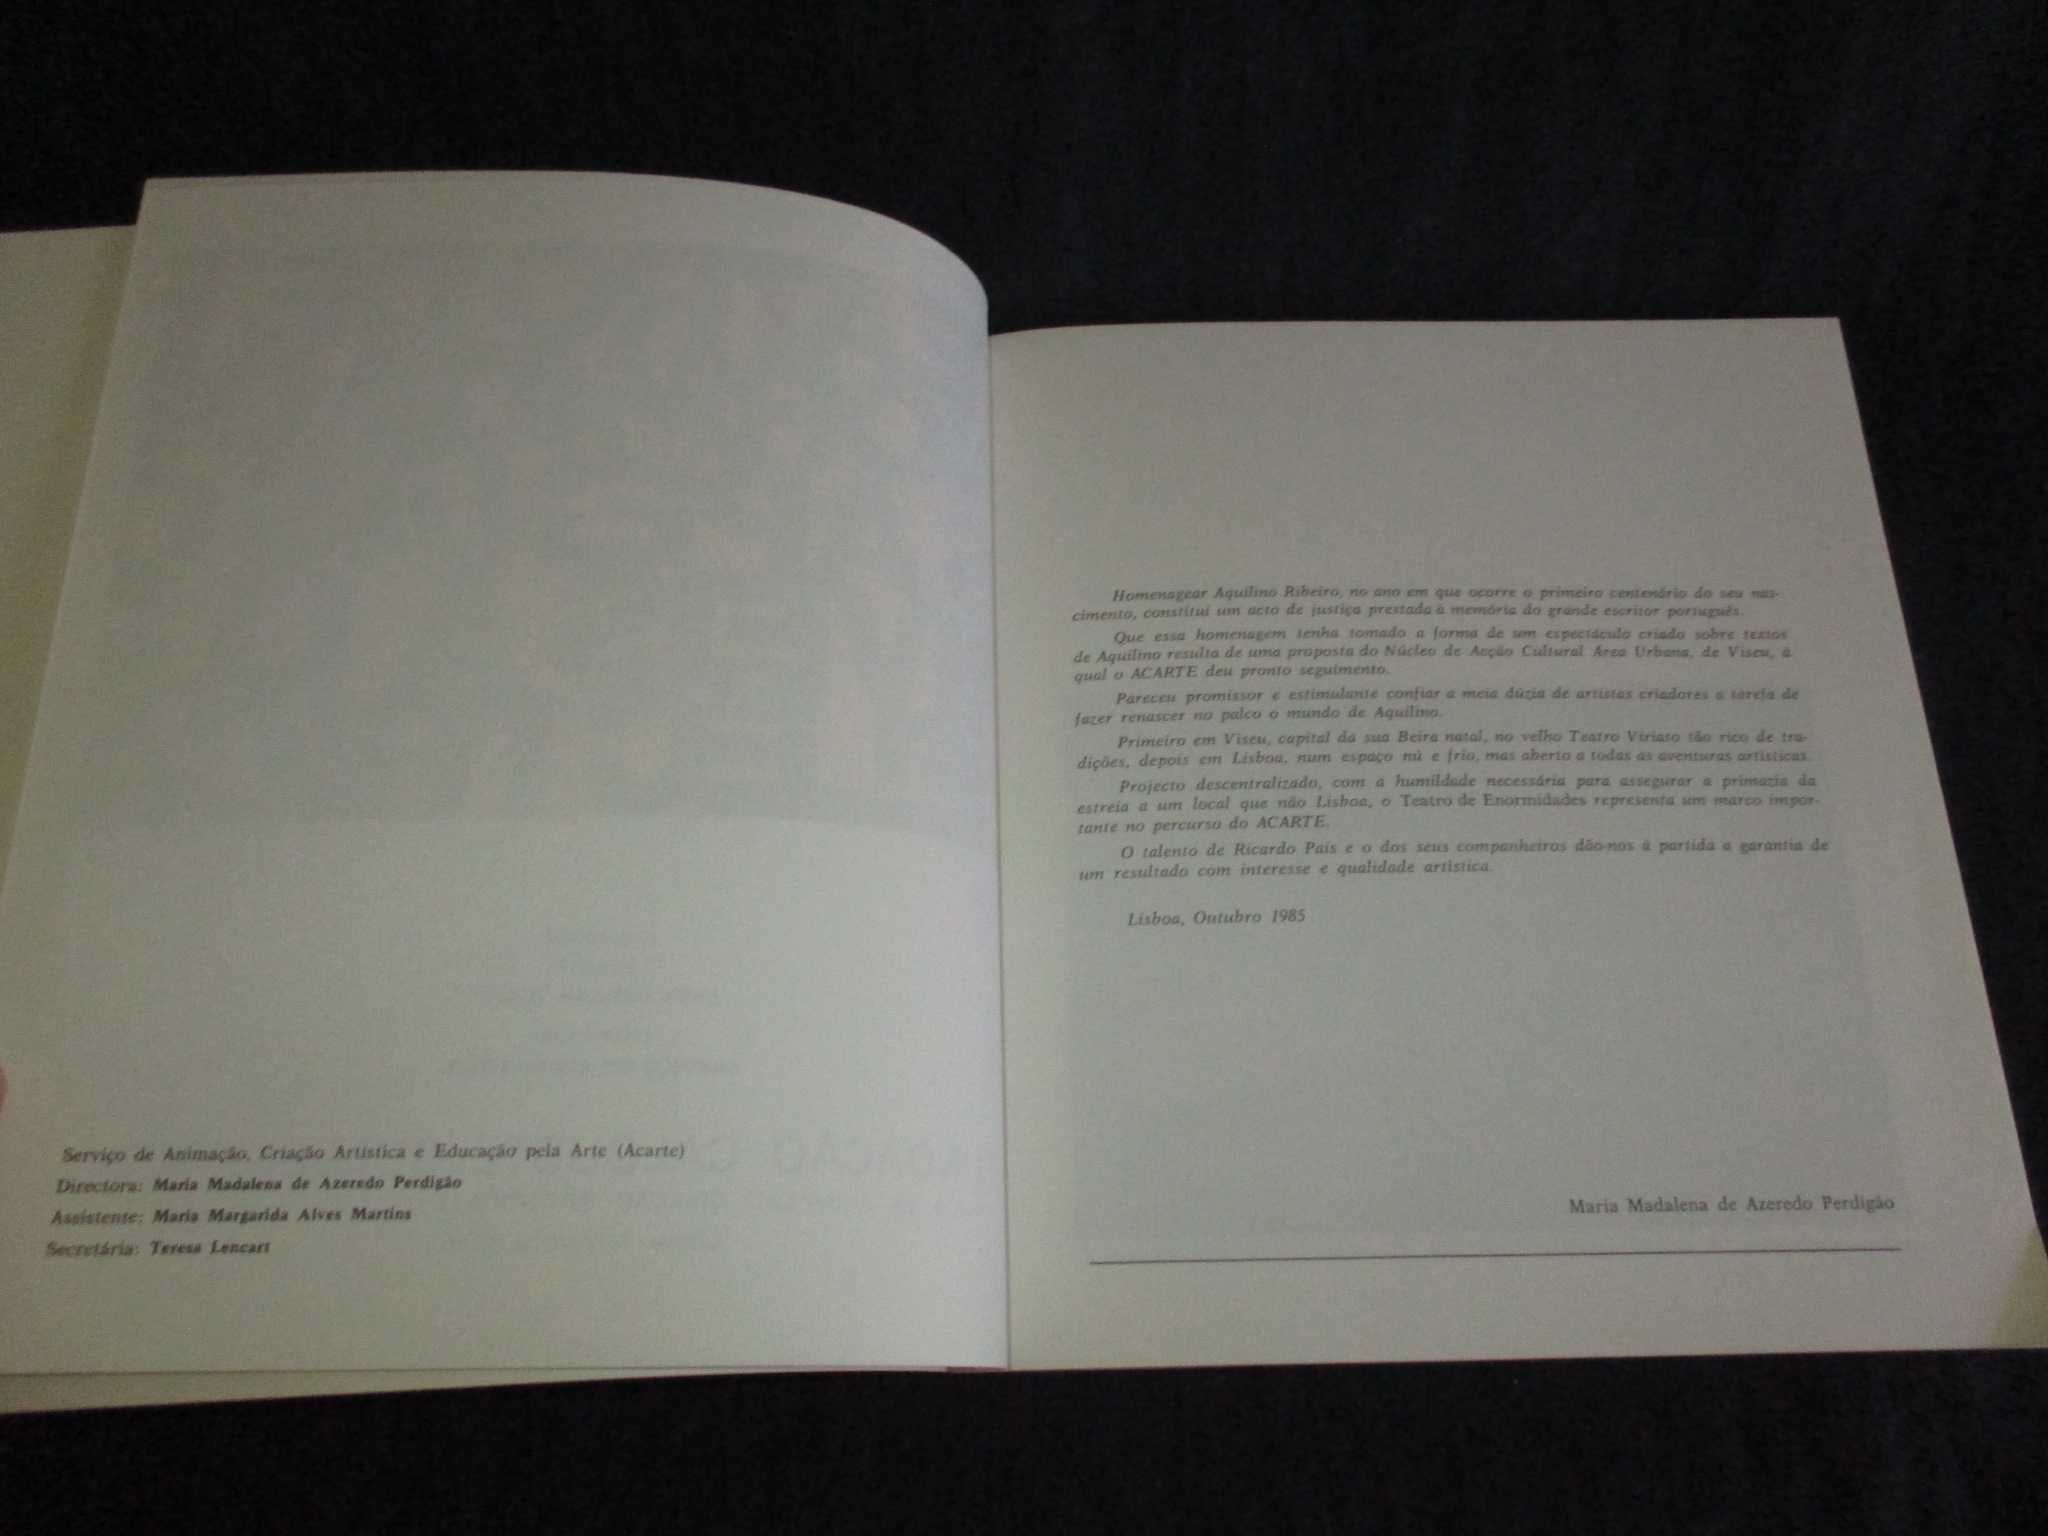 Serviço de Animação, Criação Artística e Educação pela Arte (Acarte)
Directora: Maria Madalena de Azeredo Perdigão
Assistente: Maria Margarida Alves Martins
Secretária: Teresa Lencart
Homenagear Aquilino Ribeiro, no ano em que ocorre o primeiro centenário do seu nas-
cimento, constitui um acto de justiça prestada à memória do grande escritor português.
Que essa homenagem tenha tomado a forma de um espectáculo criado sobre textos
de Aquilino resulta de uma proposta do Núcleo de Acção Cultural Area Urbana, de Viseu, à
qual o ACARTE deu pronto seguimento.
Pareceu promissor e estimulante confiar a meia dúzia de artistas criadores a tarefa de
fazer renascer no palco o mundo de Aquilino.
Primeiro em Viseu, capital da sua Beira natal, no velho Teatro Viriato tão rico de tra-
dições, depois em Lisboa, num espaço nú e frio, mas aberto a todas as aventuras artísticas.
Projecto descentralizado, com a humildade necessária para assegurar a primazia da
estreia a um local que não Lisboa, o Teatro de Enormidades representa um marco impor-
tante no percurso do ACARTE.
O talento de Ricardo Pais e o dos seus companheiros dão-nos à partida a garantia de
um resultado com interesse e qualidade artística.
Lisboa, Outubro 1985
Maria Madalena de Azeredo Perdigão